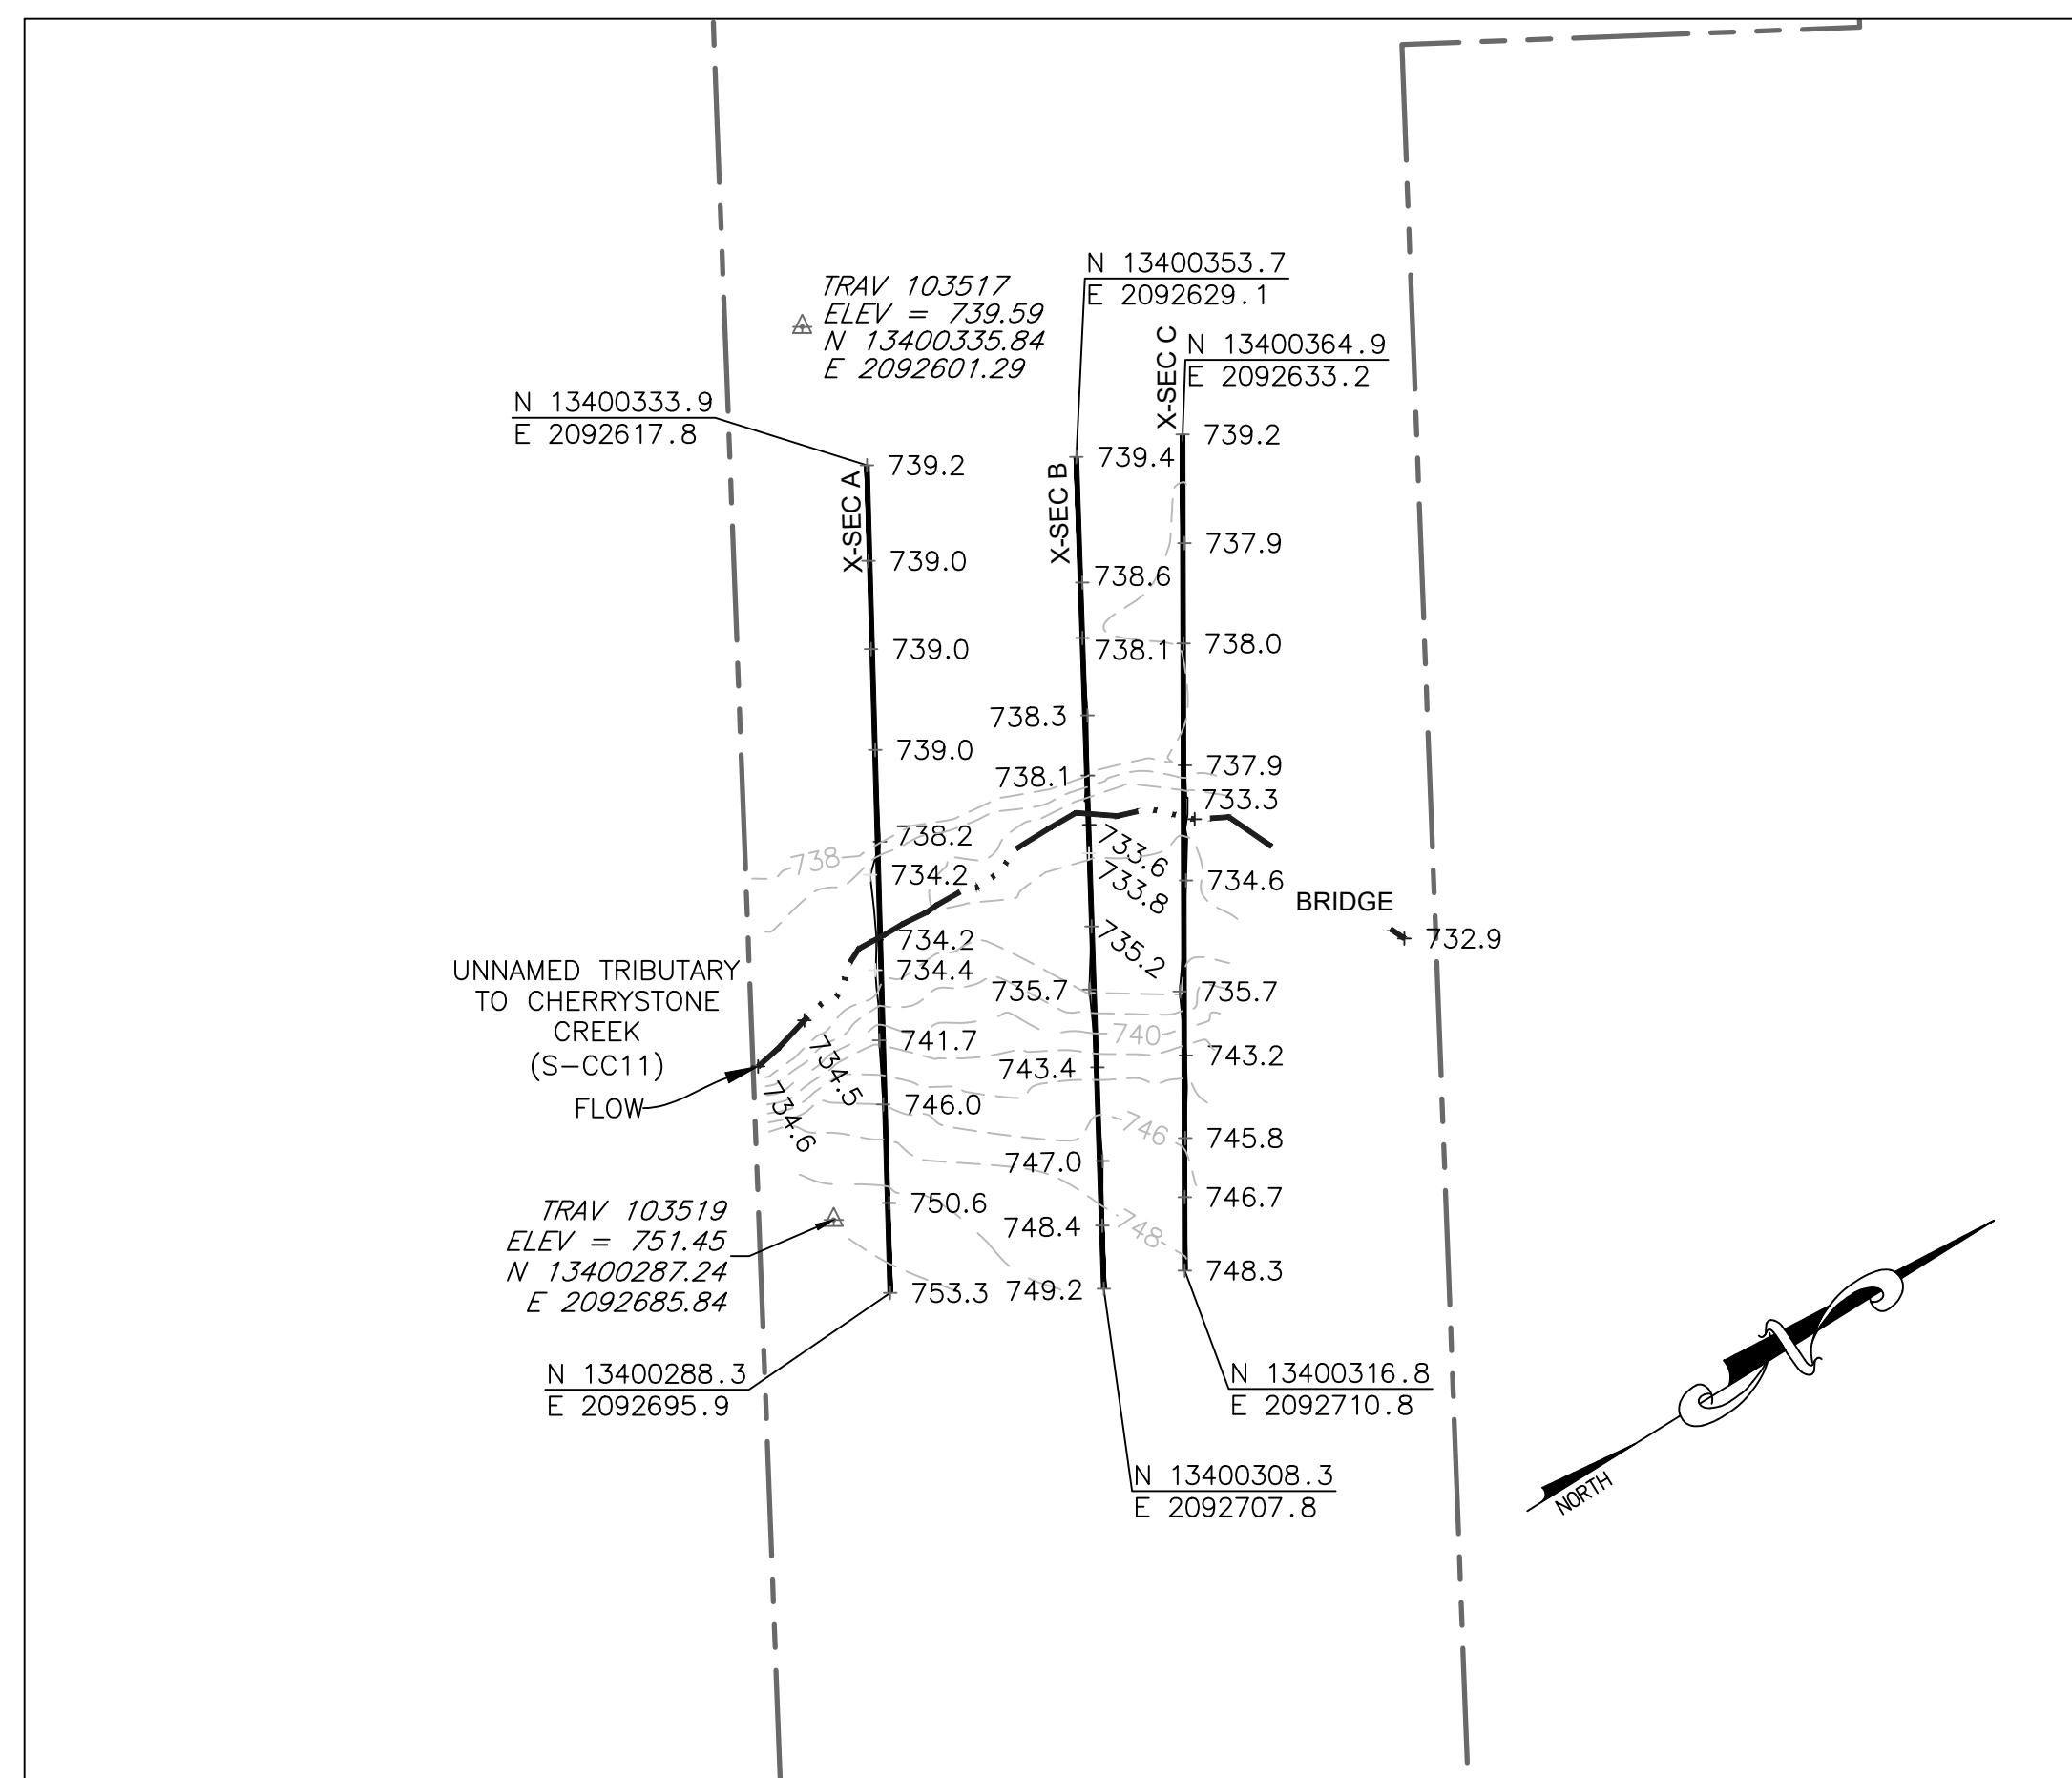 N 13400353.7
E 2092629.1
TRAV 103517
ELEV = 739.59
N 13400335.84
E 2092601.29
X-SEC C
N 13400364.9
E 2092633.2
N 13400333.9
E 2092617.8
X-SEC A
739.2
739.0
739.0
739.0
738.2
734.2
734.2
734.4
741.7
746.0
750.6
753.3
X-SEC B
739.4
738.6
738.1
738.3
738.1
733.6
733.8
735.2
735.7
743.4
747.0
748.4
749.2
739.2
737.9
738.0
737.9
733.3
734.6
735.7
743.2
745.8
746.7
748.3
738
740
746
748
BRIDGE
732.9
UNNAMED TRIBUTARY
TO CHERRYSTONE
CREEK
(S-CC11)
FLOW
734.5
734.6
TRAV 103519
ELEV = 751.45
N 13400287.24
E 2092685.84
N 13400288.3
E 2092695.9
N 13400316.8
E 2092710.8
N 13400308.3
E 2092707.8
NORTH